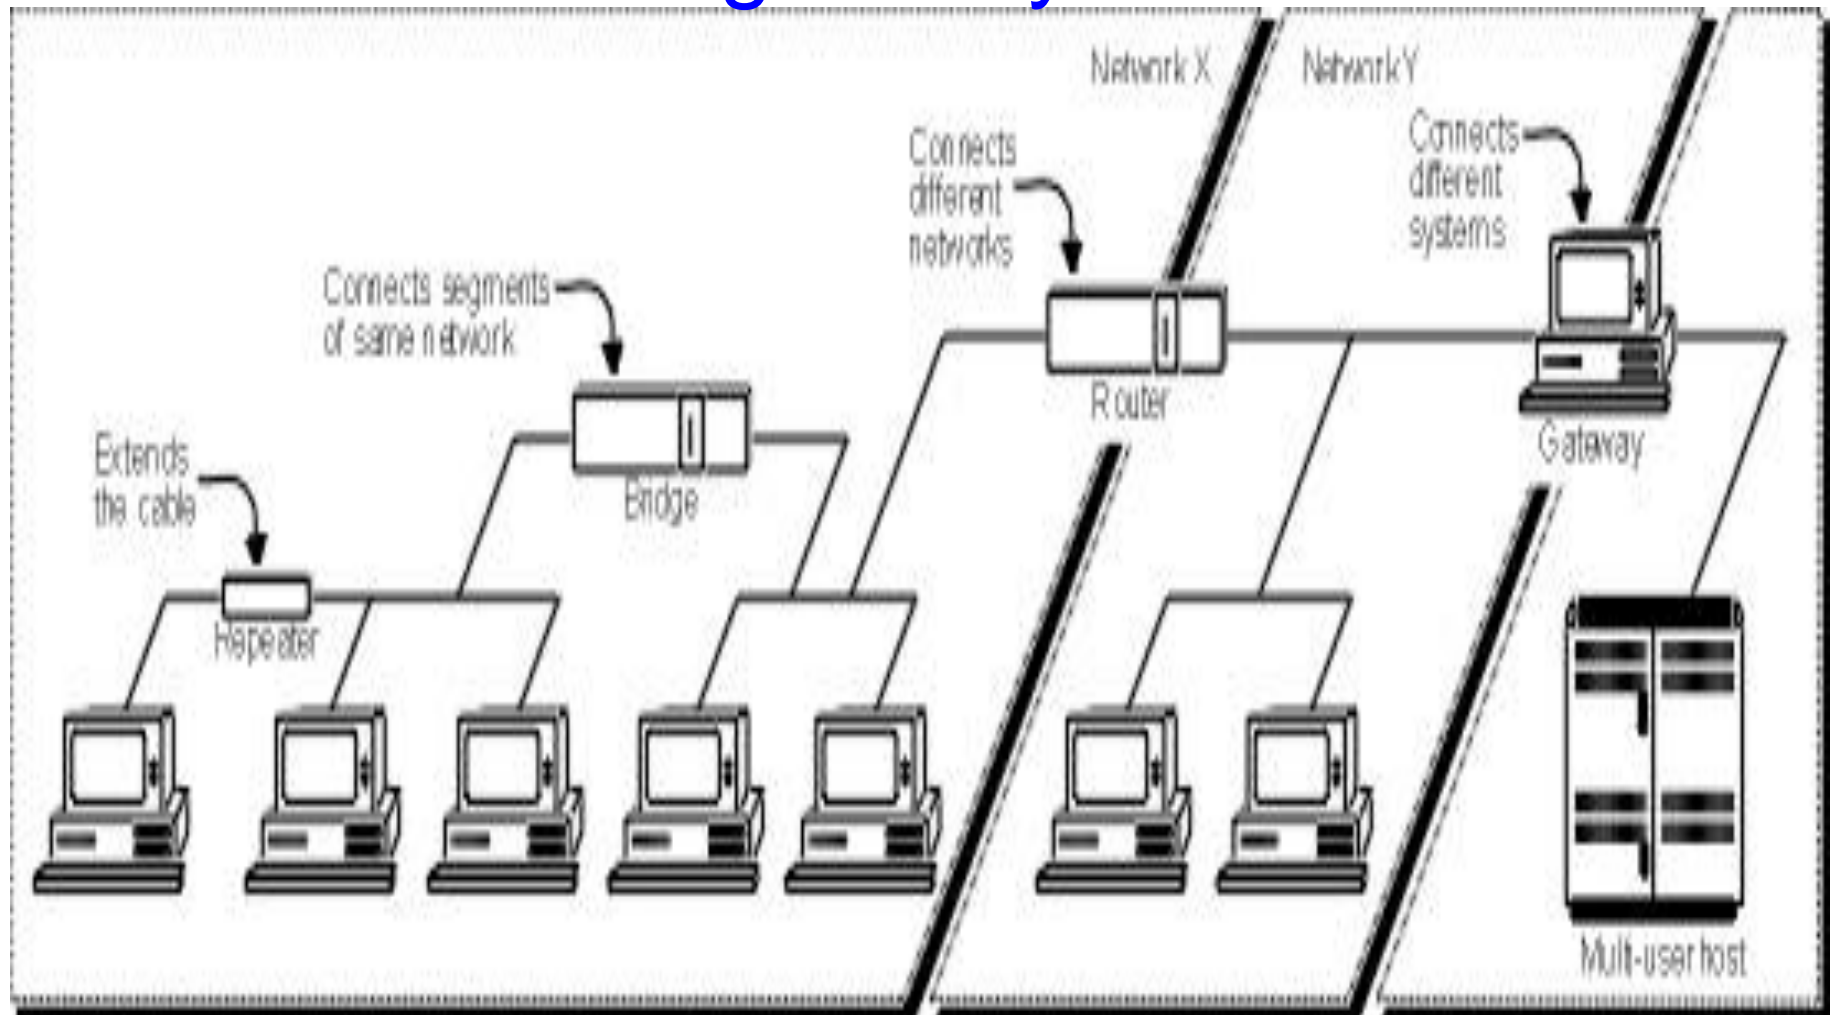 Network X
Network Y
Connects
different
networks
Connects
different
systems
Connects segments
of same network
Extends
the cable
Router
Gateway
Bridge
Repeater
Multi-user host